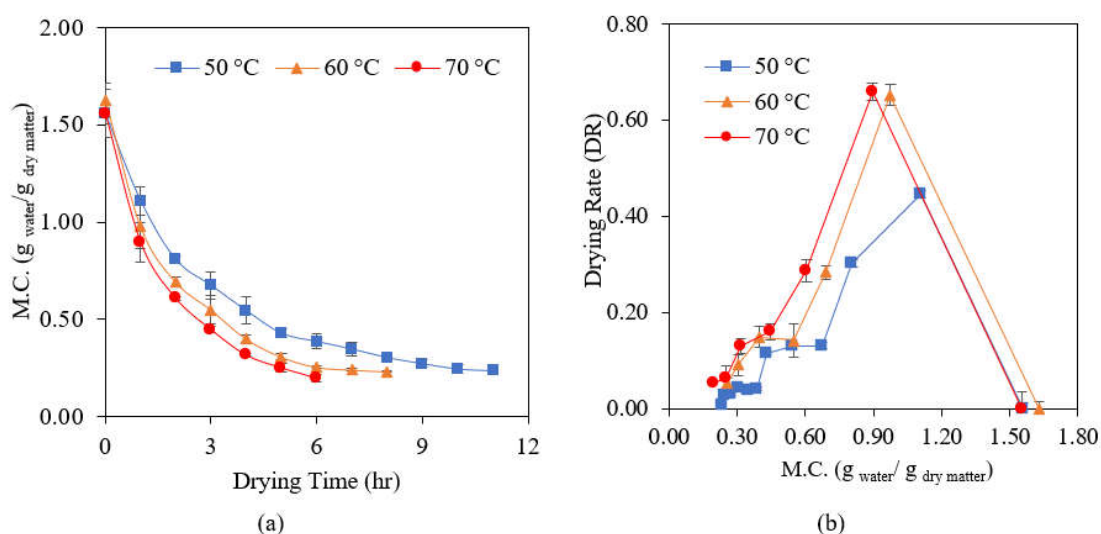 2.00
1.50
1.00
0.50
0.00
M.C. (g water/ g dry matter)
50 °C
60 °C
70 °C
0
3
6
9
12
Drying Time (hr)
(a)
0.80
0.60
0.40
0.20
0.00
Drying Rate (DR)
50 °C
60 °C
70 °C
0.00
0.30
0.60
0.90
1.20
1.50
1.80
M.C. (g water/ g dry matter)
(b)